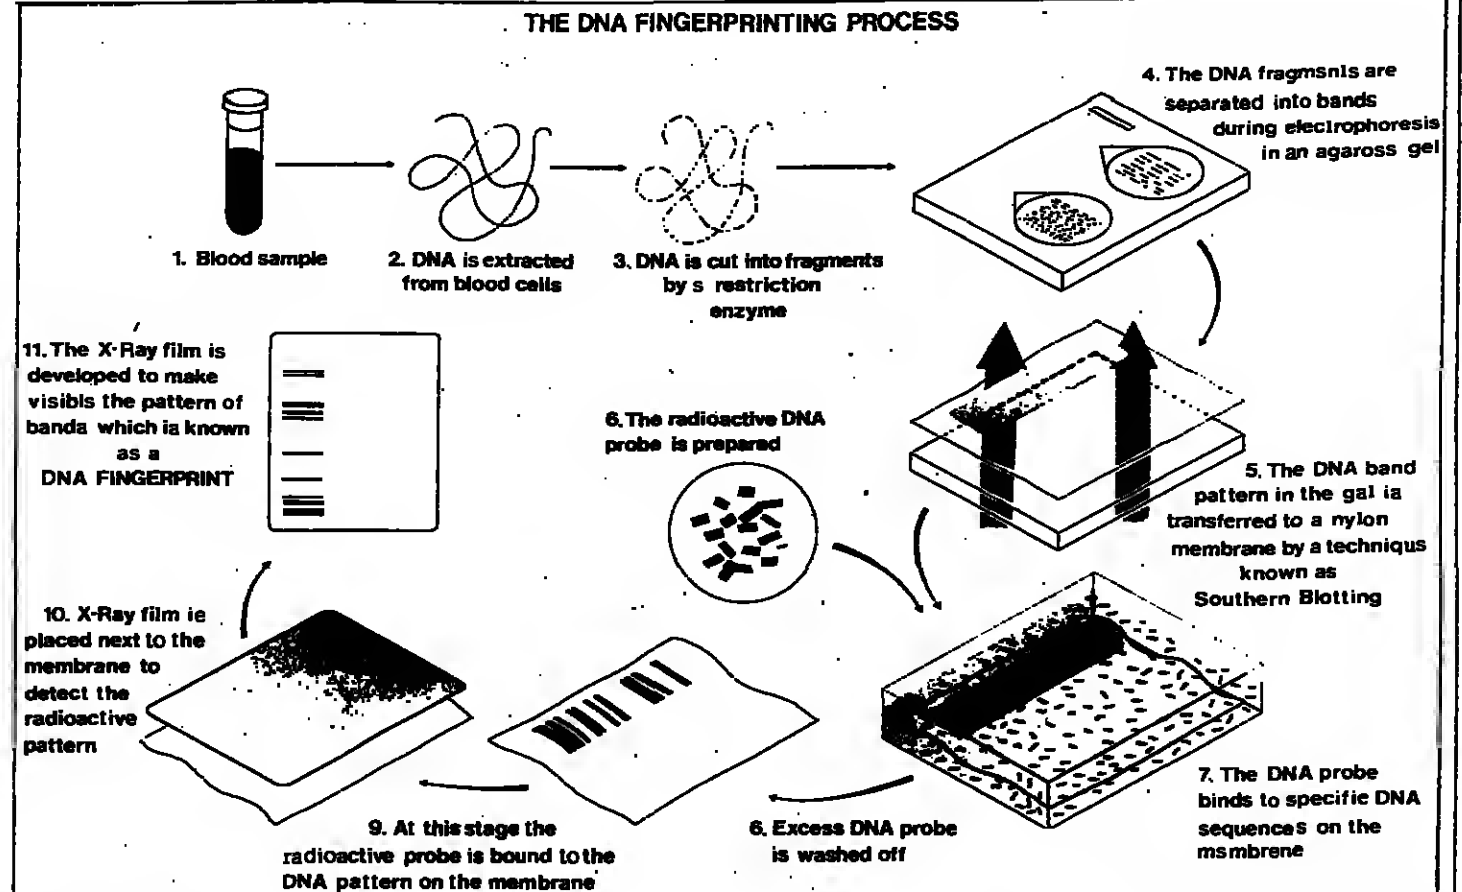 THE DNA FINGERPRINTING PROCESS
1. Blood sample
2. DNA is extracted
from blood cells
3. DNA is cut into fragments
by s restriction
enzyme
4. The DNA fragmsnls are
separated into bands
during eleclrophoresis
in an agaross gel
5. The DNA band
pattern in the gal ia
transferred to a nylon
membrane by a techniqus
known as
Southern Blotting
6. The radioactive DNA
probe is prepared
7. The DNA probe
binds to specific DNA
sequences on the
msmbrene
6. Excess DNA probe
is washed off
9. At this stage the
radioactive probe is bound to the
DNA pattern on the membrane
10. X-Ray film ie
placed next to the
membrane to
detect the
radioactive
pattern
11. The X-Ray film is
developed to make
visibls the pattern of
banda which ia known
as a
DNA FINGERPRINT